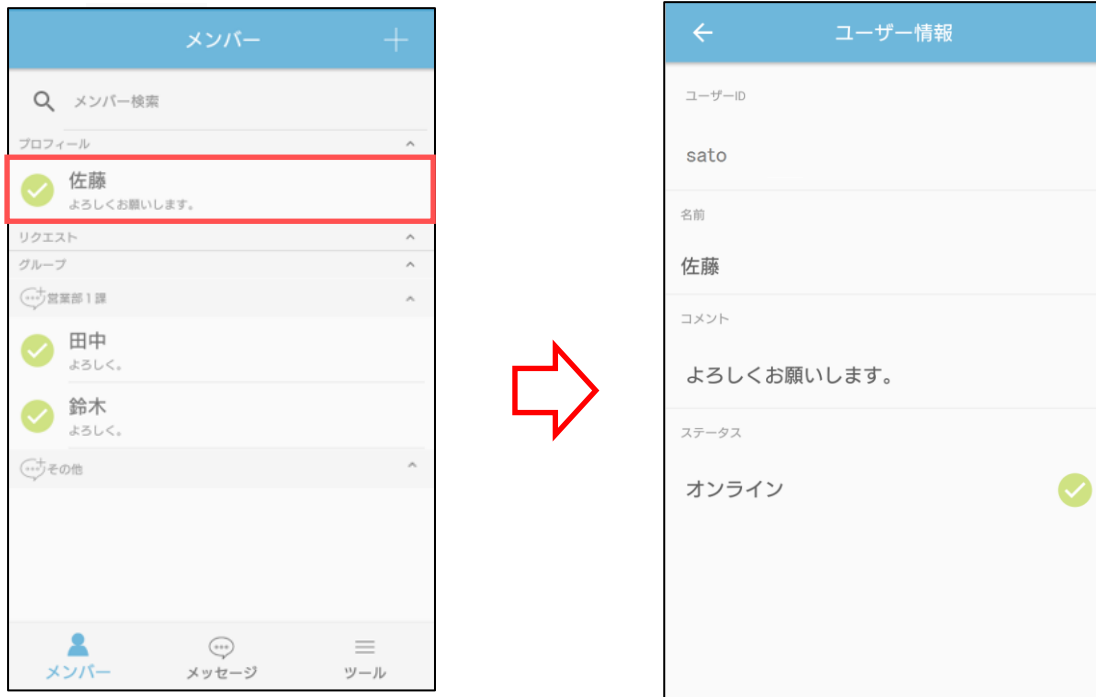 メンバー
メンバー検索
プロフィール
佐藤
よろしくお願いします。
リクエスト
グループ
営業部1課
田中
よろしく。
鈴木
よろしく。
その他
メンバー
メッセージ
ツール
ユーザー情報
ユーザーID
sato
名前
佐藤
コメント
よろしくお願いします。
ステータス
オンライン